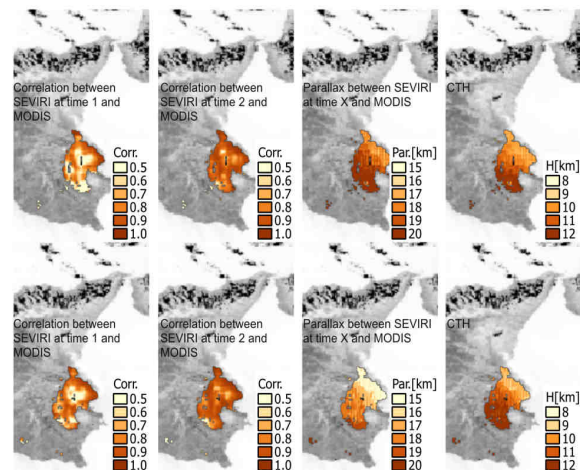 Correlation between
SEVIRI at time 1 and
MODIS
Corr.
0.5
0.6
0.7
0.8
0.9
1.0
Correlation between
SEVIRI at time 2 and
MODIS
Corr.
0.5
0.6
0.7
0.8
0.9
1.0
Parallax between SEVIRI
at time X and MODIS
Par.[km]
15
16
17
18
19
20
CTH
H[km]
8
9
10
11
12
Correlation between
SEVIRI at time 1 and
MODIS
Corr.
0.5
0.6
0.7
0.8
0.9
1.0
Correlation between
SEVIRI at time 2 and
MODIS
Corr.
0.5
0.6
0.7
0.8
0.9
1.0
Parallax between SEVIRI
at time X and MODIS
Par.[km]
15
16
17
18
19
20
CTH
H[km]
8
9
10
11
12